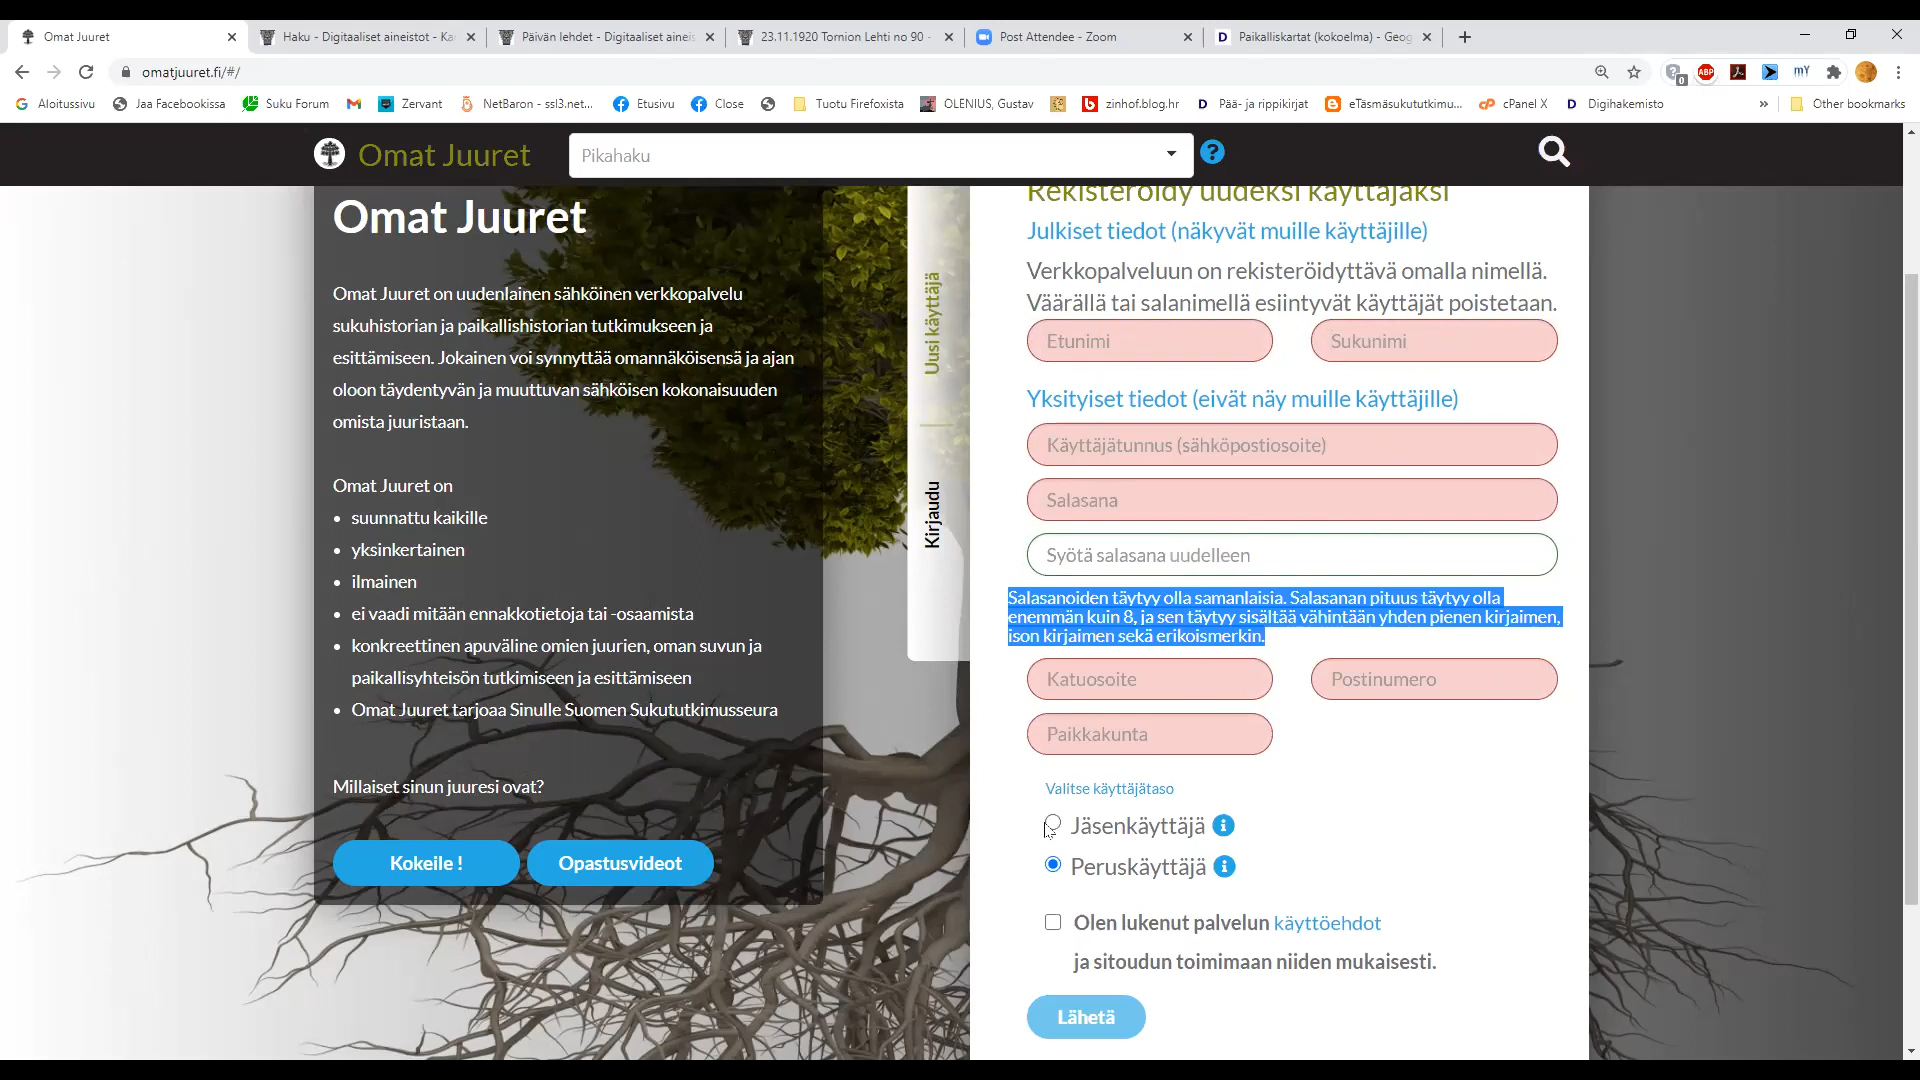 Omat Juuret
Haku - Digitaaliset aineistot - Ka
Päivän lehdet - Digitaaliset aineis
23.11.1920 Tornion Lehti no 90 -
Post Attendee - Zoom
Paikalliskartat (kokoelma) - Geog
omatjuuret.fi/#/
0
ABP
mY
Aloitussivu
Jaa Facebookissa
Suku Forum
Zervant
NetBaron - ssl3.net...
Etusivu
Close
Tuotu Firefoxista
OLENIUS, Gustav
zinhof.blog.hr
Pää- ja rippikirjat
eTäsmäsukututkimu...
cPanel X
Digihakemisto
»
Other bookmarks
Omat Juuret
Pikahaku
Omat Juuret
Omat Juuret on uudenlainen sähköinen verkkopalvelu
sukuhistorian ja paikallishistorian tutkimukseen ja
esittämiseen. Jokainen voi synnyttää omannäköisensä ja ajan
oloon täydentyvän ja muuttuvan sähköisen kokonaisuuden
omista juuristaan.
Omat Juuret on
• suunnattu kaikille
• yksinkertainen
• ilmainen
• ei vaadi mitään ennakkotietoja tai -osaamista
• konkreettinen apuväline omien juurien, oman suvun ja
paikallisyhteisön tutkimiseen ja esittämiseen
• Omat Juuret tarjoaa Sinulle Suomen Sukututkimusseura
Millaiset sinun juuresi ovat?
Kokeile !
Opastusvideot
Uusi käyttäjä
Kirjaudu
Rekisteröidy uudeksi käyttäjäksi
Julkiset tiedot (näkyvät muille käyttäjille)
Verkkopalveluun on rekisteröidyttävä omalla nimellä.
Väärällä tai salanimellä esiintyvät käyttäjät poistetaan.
Etunimi
Sukunimi
Yksityiset tiedot (eivät näy muille käyttäjille)
Käyttäjätunnus (sähköpostiosoite)
Salasana
Syötä salasana uudelleen
Salasanoiden täytyy olla samanlaisia. Salasanan pituus täytyy olla
enemmän kuin 8, ja sen täytyy sisältää vähintään yhden pienen kirjaimen,
ison kirjaimen sekä erikoismerkin.
Katuosoite
Postinumero
Paikkakunta
Valitse käyttäjätaso
Jäsenkäyttäjä
Peruskäyttäjä
Olen lukenut palvelun käyttöehdot
ja sitoudun toimimaan niiden mukaisesti.
Lähetä